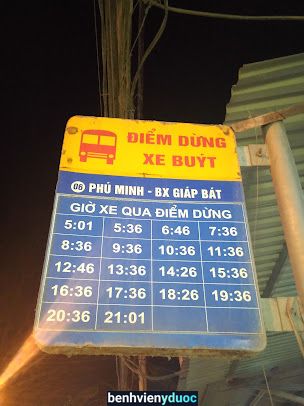 ĐIỂM DỪNG
XE BUÝT
06 PHÚ MINH - BX GIÁP BÁT
GIỜ XE QUA ĐIỂM DỪNG
5:01 5:36 6:46 7:36
8:36 9:36 10:36 11:36
12:46 13:36 14:26 15:36
16:36 17:36 18:26 19:36
20:36 21:01
benhvienyduoc